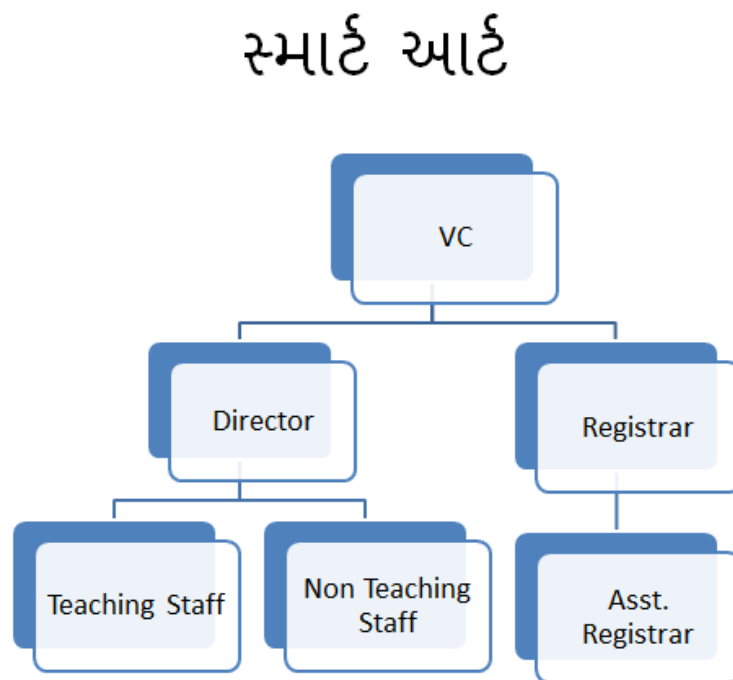 સ્માર્ટ આર્ટ
VC
Director
Registrar
Teaching Staff
Non Teaching
Staff
Asst.
Registrar